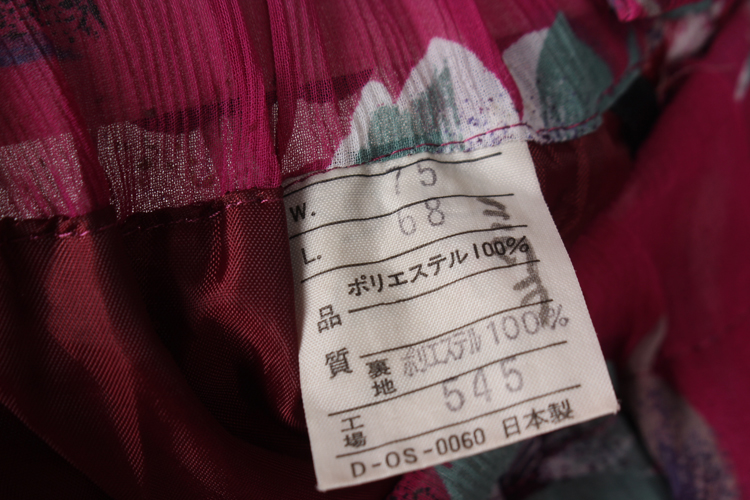 W. 75
L. 68
ポリエステル100%
品質
裏地 ポリエステル100%
工場 545
D-OS-0060 日本製